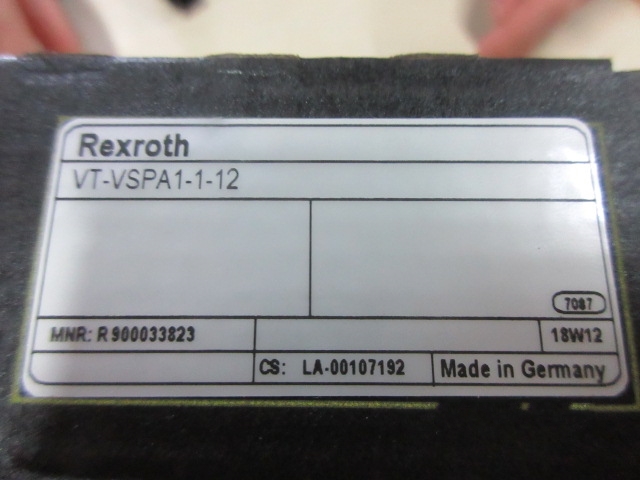 Rexroth
VT-VSPA1-1-12
7087
MNR: R900033823
18W12
CS: LA-00107192
Made in Germany